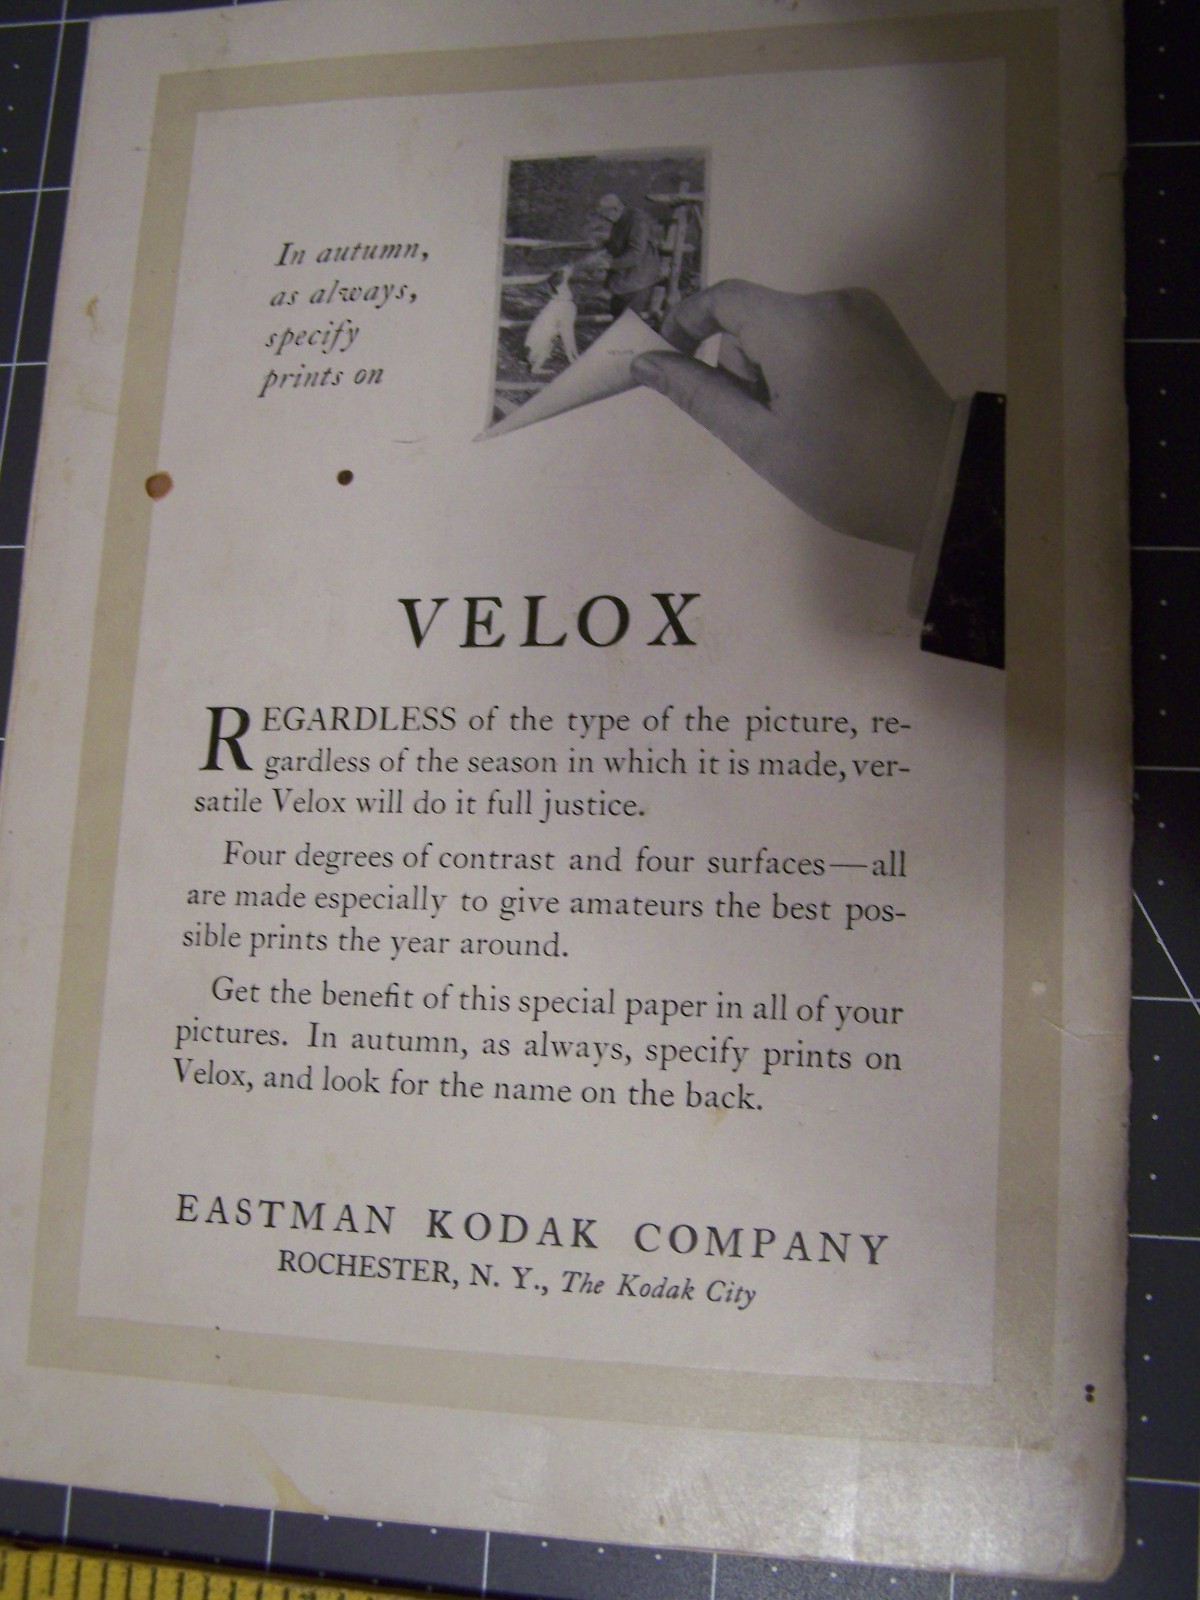 In autumn,
as always,
specify
prints on
VELOX
REGARDLESS of the type of the picture, re-
gardless of the season in which it is made, ver-
satile Velox will do it full justice.
Four degrees of contrast and four surfaces—all
are made especially to give amateurs the best pos-
sible prints the year around.
Get the benefit of this special paper in all of your
pictures. In autumn, as always, specify prints on
Velox, and look for the name on the back.
EASTMAN KODAK COMPANY
ROCHESTER, N. Y., The Kodak City